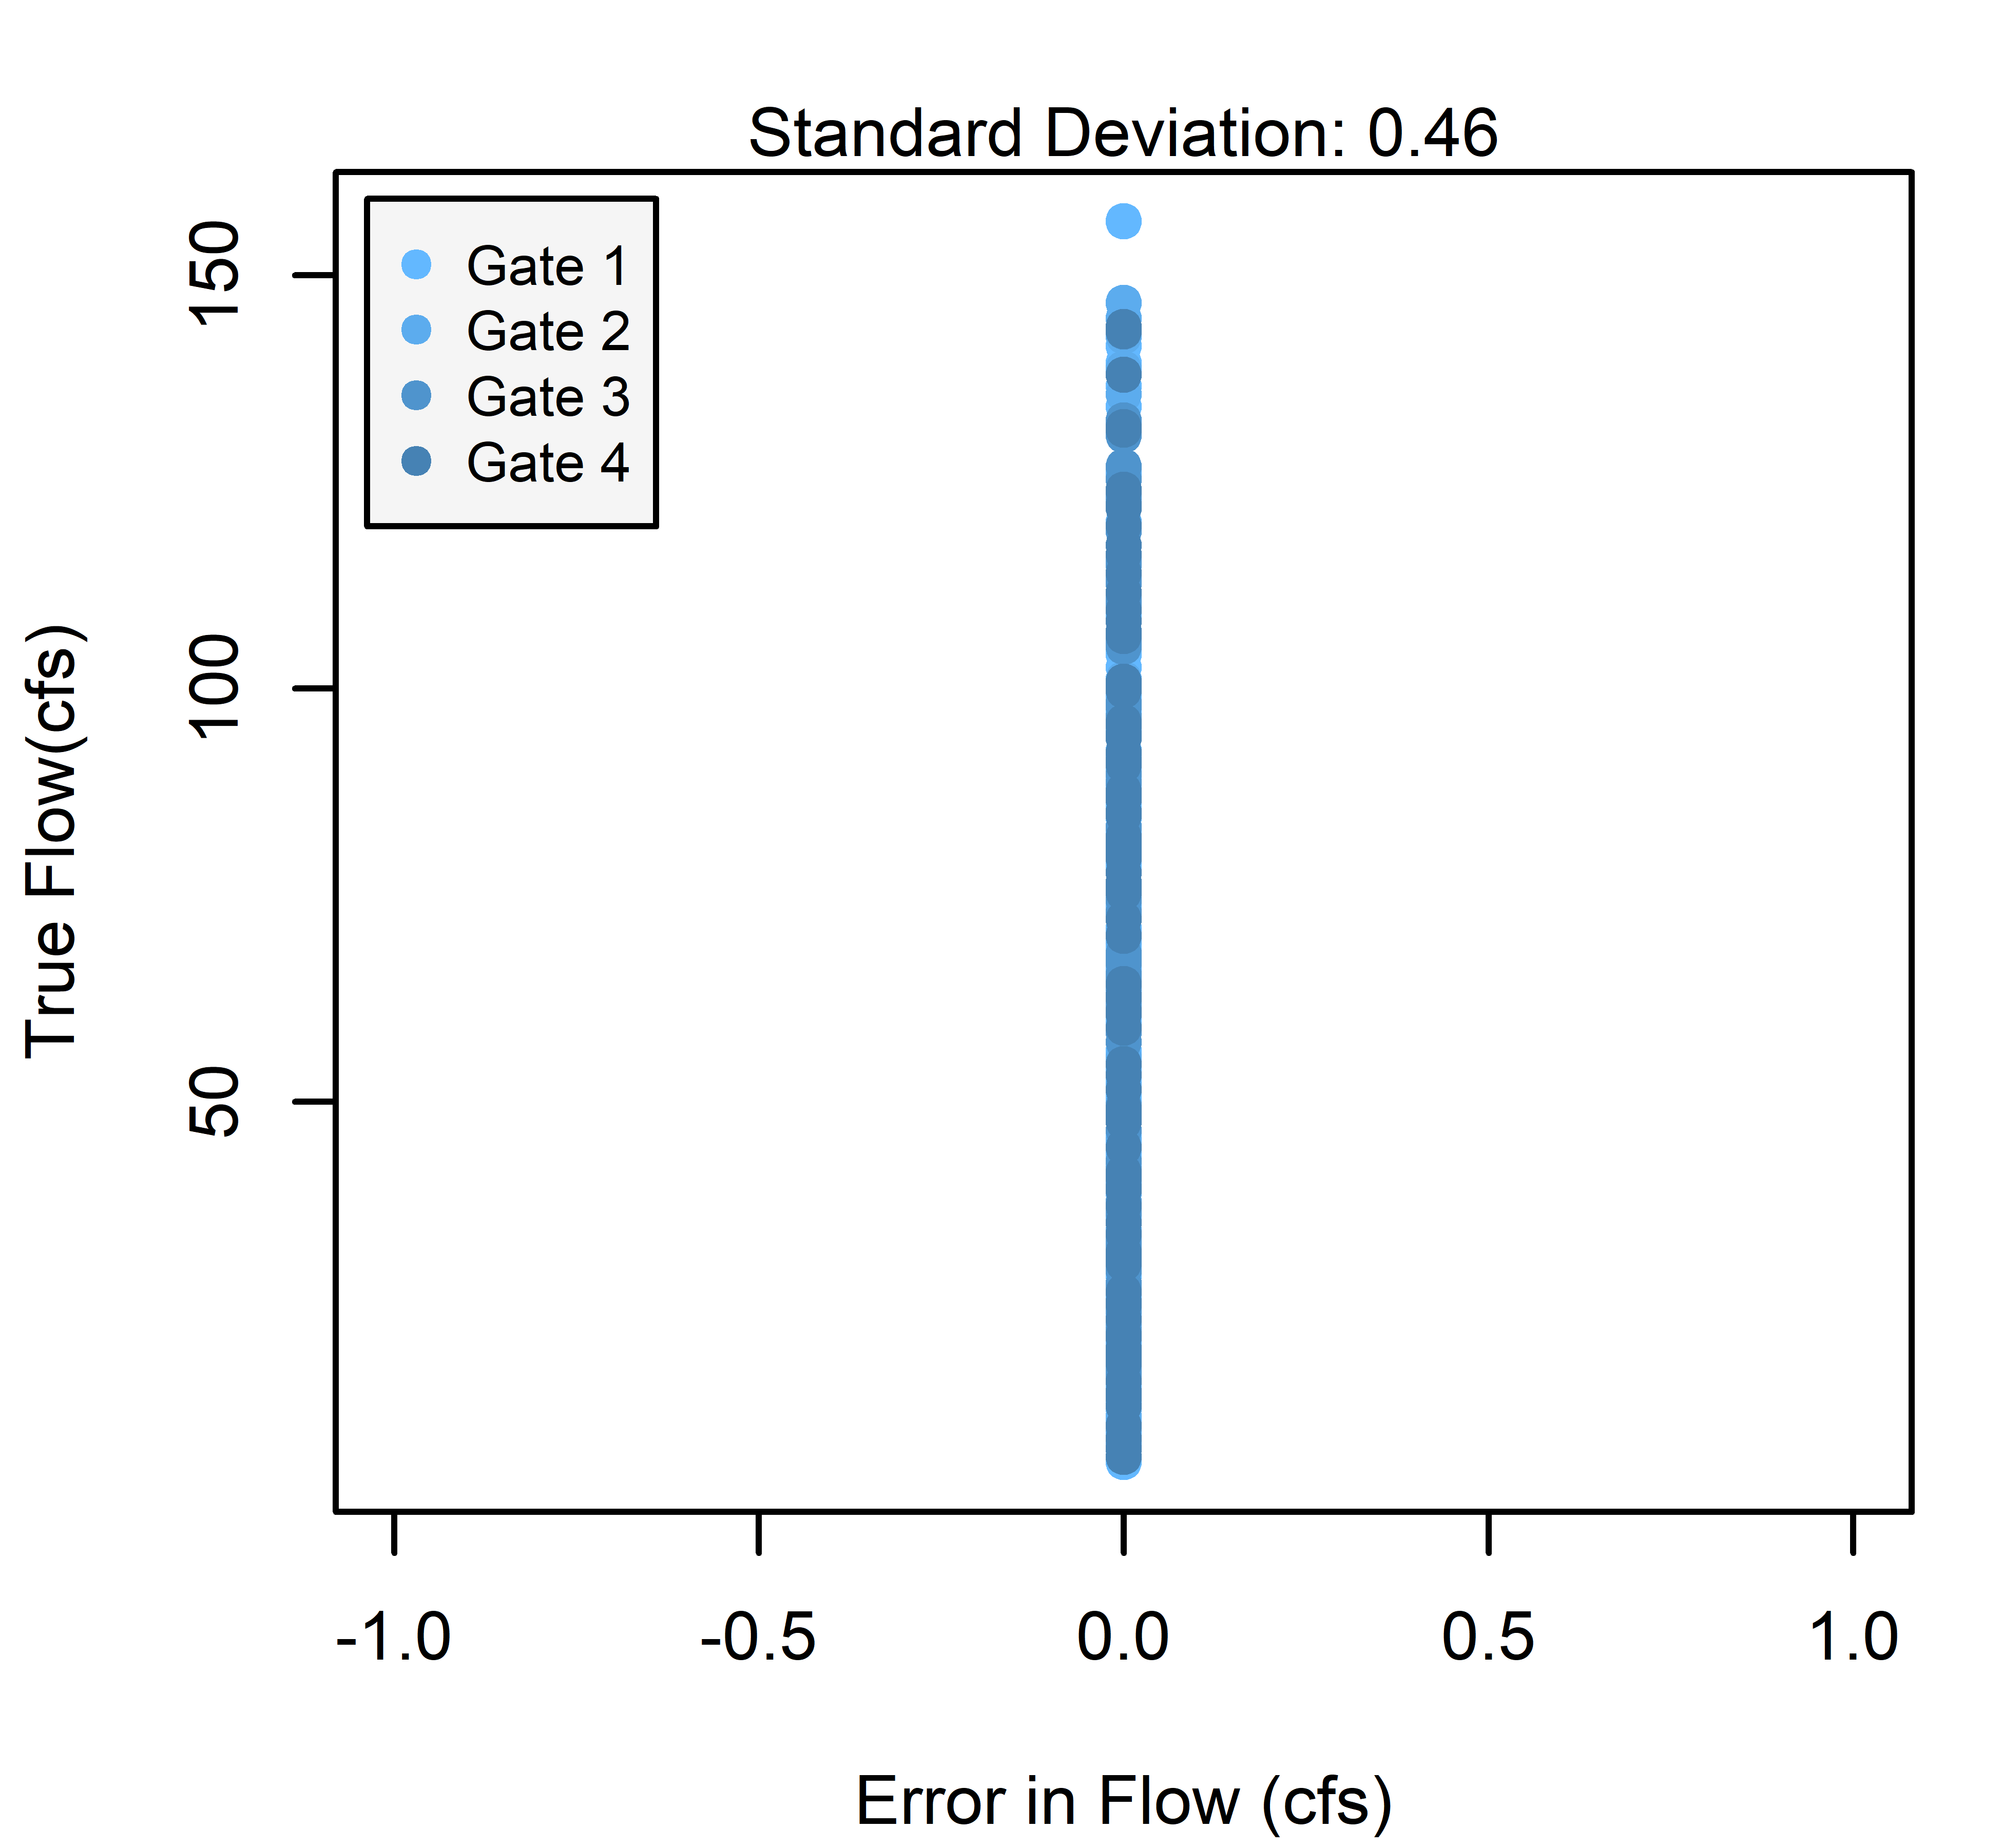 Standard Deviation: 0.46
Gate 1
Gate 2
Gate 3
Gate 4
True Flow(cfs)
150
100
50
-1.0 -0.5 0.0 0.5 1.0
Error in Flow (cfs)